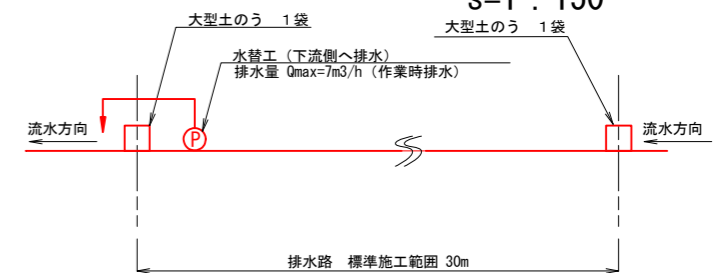 S=1：150
大型土のう　1袋
大型土のう　1袋
水替工（下流側へ排水）
排水量 Qmax=7m3/h（作業時排水）
流水方向
P
流水方向
排水路　標準施工範囲 30m